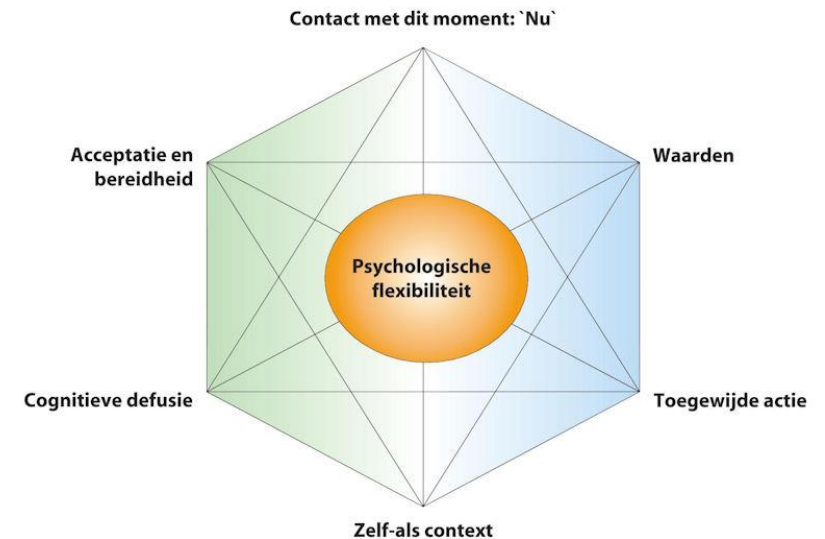 Contact met dit moment: `Nu`
Acceptatie en
bereidheid
Waarden
Psychologische
flexibiliteit
Cognitieve defusie
Toegewijde actie
Zelf-als context